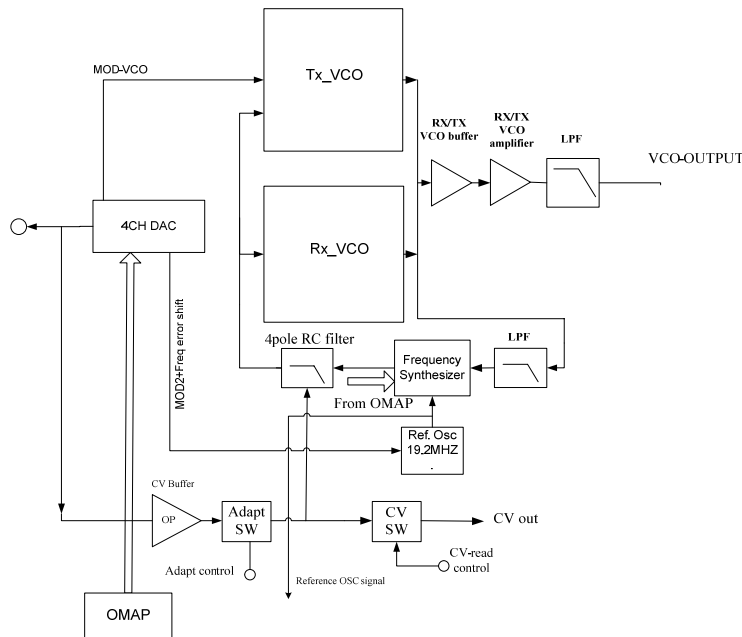 MOD-VCO
Tx_VCO
RX/TX
VCO buffer
RX/TX
VCO
amplifier
LPF
VCO-OUTPUT
4CH DAC
Rx_VCO
MOD2+Freq error shift
4pole RC filter
Frequency
Synthesizer
LPF
From OMAP
Ref. Osc
19.2MHZ
.
CV Buffer
OP
Adapt
SW
CV
SW
CV out
Adapt control
CV-read
control
Reference OSC signal
OMAP